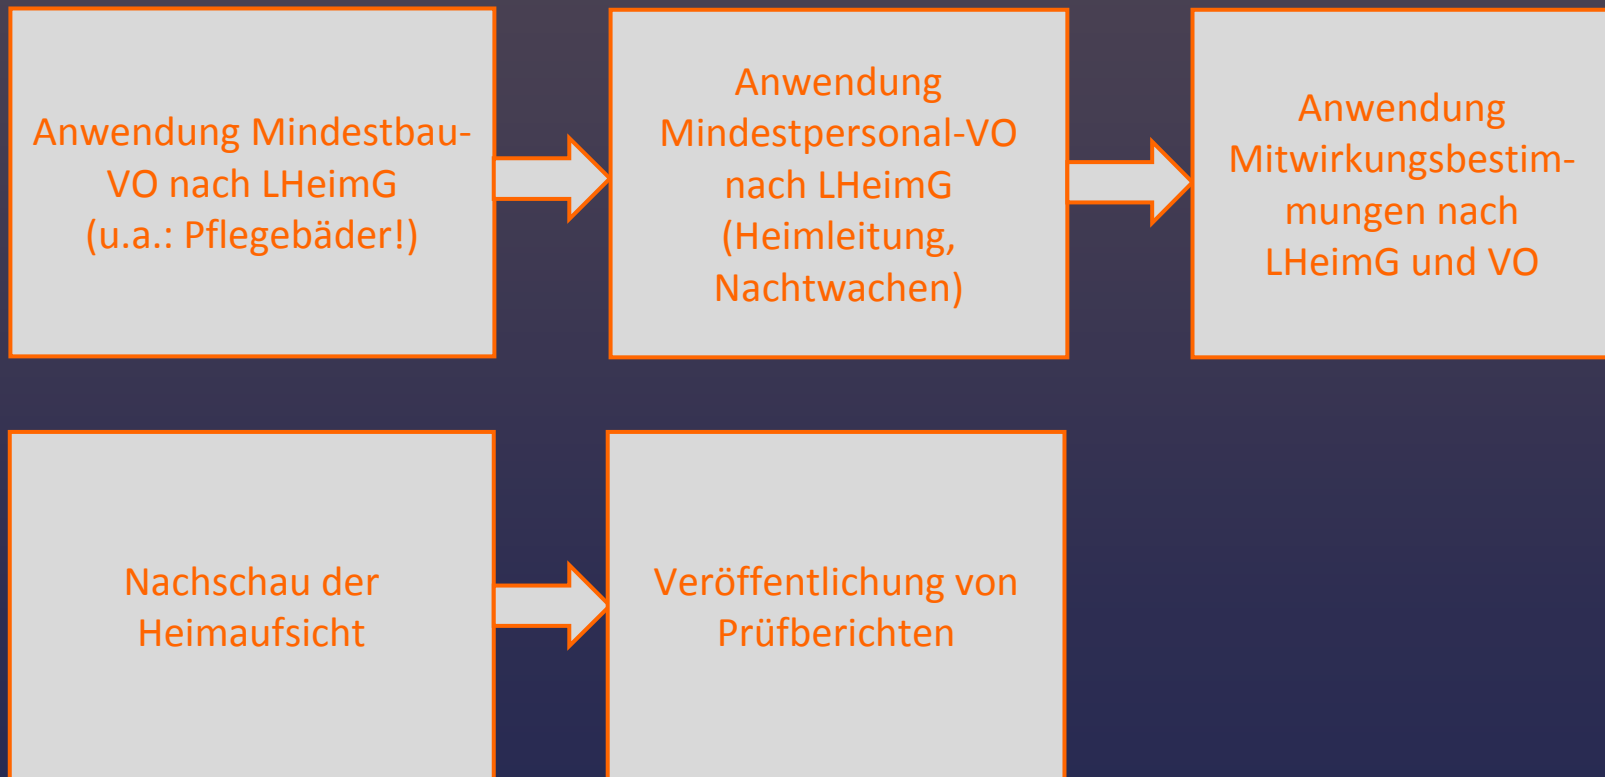 Anwendung Mindestbau-
VO nach LHeimG
(u.a.: Pflegebäder!)
Anwendung
Mindestpersonal-VO
nach LHeimG
(Heimleitung,
Nachtwachen)
Anwendung
Mitwirkungsbestim-
mungen nach
LHeimG und VO
Nachschau der
Heimaufsicht
Veröffentlichung von
Prüfberichten